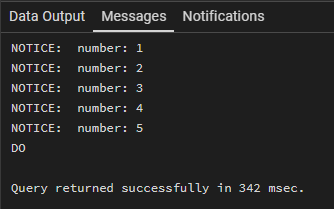 Data Output Messages Notifications
NOTICE:  number: 1
NOTICE:  number: 2
NOTICE:  number: 3
NOTICE:  number: 4
NOTICE:  number: 5
DO
Query returned successfully in 342 msec.